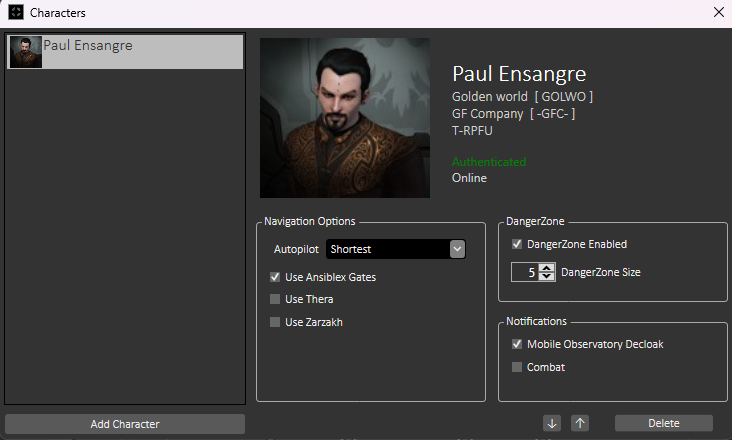 Characters
Paul Ensangre
Paul Ensangre
Golden world [ GOLWO ]
GF Company [ -GFC- ]
T-RPFU
Authenticated
Online
Navigation Options
Autopilot Shortest
Use Ansiblex Gates
Use Thera
Use Zarzakh
DangerZone
DangerZone Enabled
5 DangerZone Size
Notifications
Mobile Observatory Decloak
Combat
Add Character
Delete